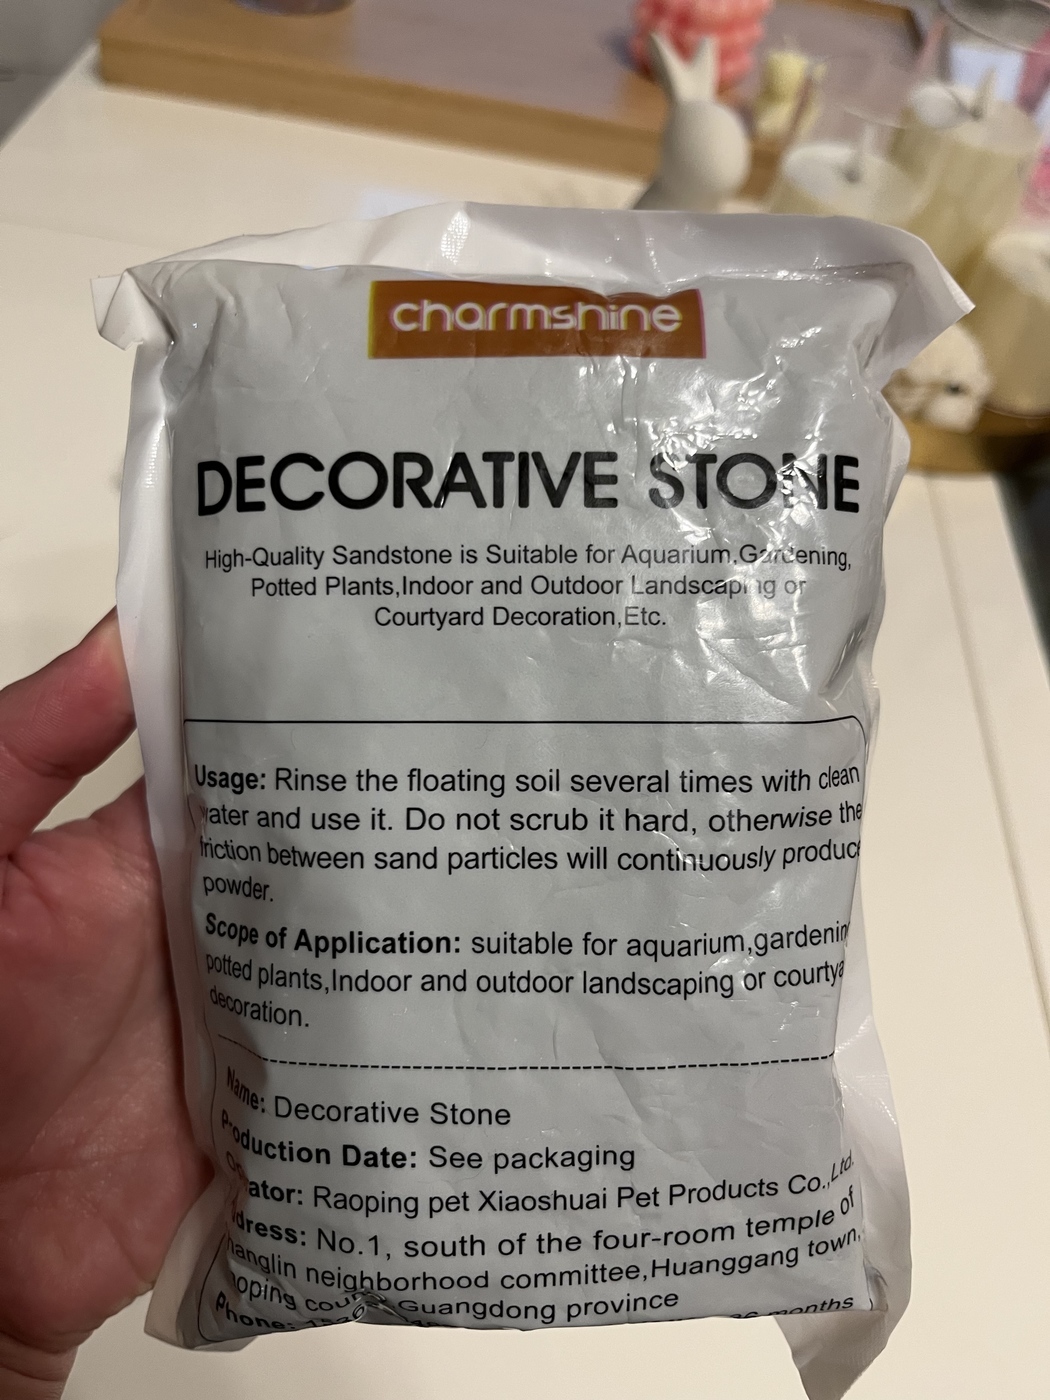 charmshine
DECORATIVE STONE
High-Quality Sandstone is Suitable for Aquarium,Gardening,
Potted Plants,Indoor and Outdoor Landscaping or
Courtyard Decoration,Etc.
Usage: Rinse the floating soil several times with clean
water and use it. Do not scrub it hard, otherwise the
friction between sand particles will continuously produce
powder.
Scope of Application: suitable for aquarium,gardening
potted plants,Indoor and outdoor landscaping or
decoration.
Name: Decorative Stone
Production Date: See packaging
Raoping pet Xiaoshuai Pet Products Co.,Ltd.
No.1, south of the four-room temple of
neighborhood committee,Huanggang town,
Guangdong province
Phone: months